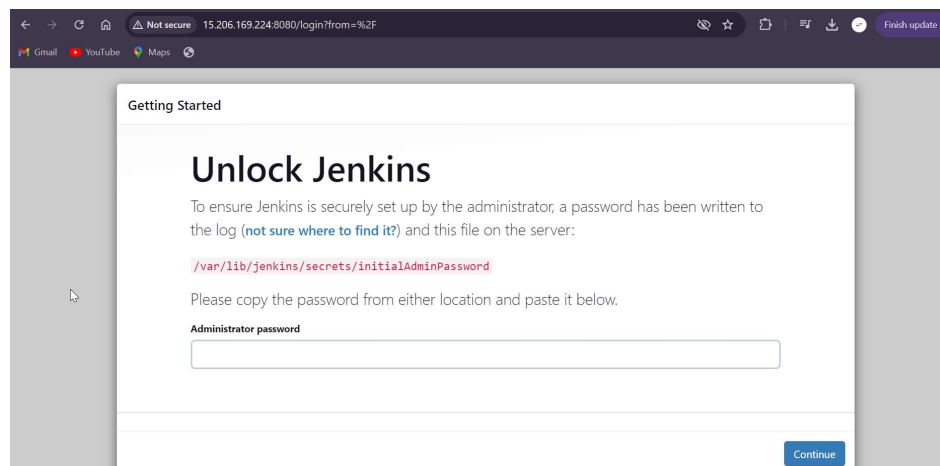 Not secure 15.206.169.224:8080/login?from=%2F Finish update
Gmail YouTube Maps
Getting Started
Unlock Jenkins
To ensure Jenkins is securely set up by the administrator, a password has been written to
the log (not sure where to find it?) and this file on the server:
/var/lib/jenkins/secrets/initialAdminPassword
Please copy the password from either location and paste it below.
Administrator password
Continue